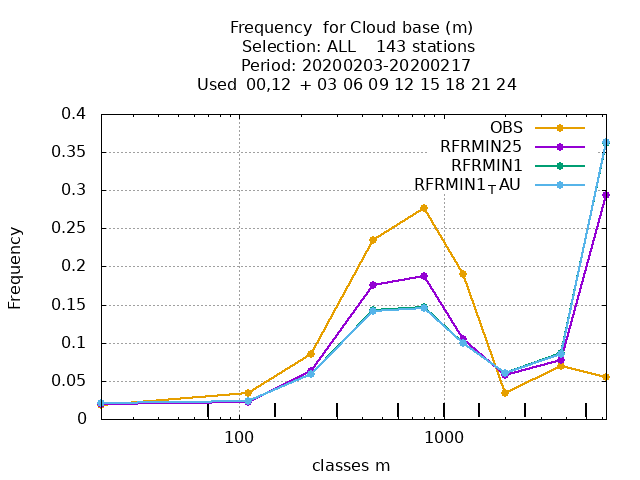 Frequency  for Cloud base (m)
Selection: ALL    143 stations
Period: 20200203-20200217
Used  00,12  + 03 06 09 12 15 18 21 24
0.4
0.35
0.3
0.25
0.2
0.15
0.1
0.05
0
Frequency
OBS
RFRMIN25
RFRMIN1
RFRMIN1TAU
100
1000
classes m